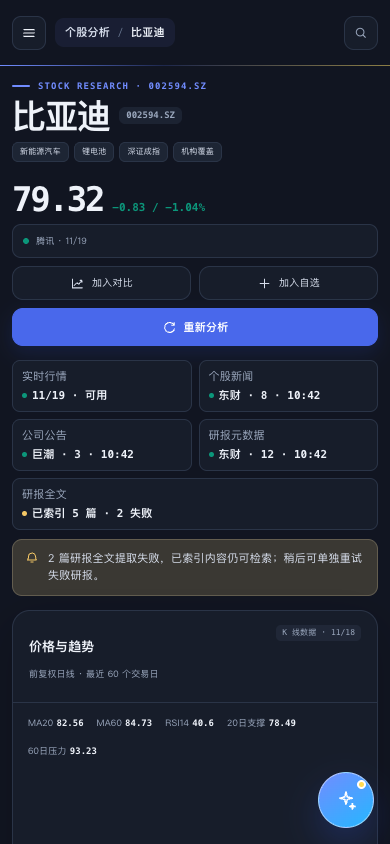 个股分析 / 比亚迪
STOCK RESEARCH · 002594.SZ
比亚迪 002594.SZ
新能源汽车 锂电池 深证成指 机构覆盖
79.32 −0.83 / −1.04%
腾讯 · 11/19
加入对比 加入自选
重新分析
实时行情
11/19 · 可用
个股新闻
东财 · 8 · 10:42
公司公告
巨潮 · 3 · 10:42
研报元数据
东财 · 12 · 10:42
研报全文
已索引 5 篇 · 2 失败
2 篇研报全文提取失败，已索引内容仍可检索；稍后可单独重试
失败研报。
K 线数据 · 11/18
价格与趋势
前复权日线 · 最近 60 个交易日
MA20 82.56 MA60 84.73 RSI14 40.6 20日支撑 78.49
60日压力 93.23